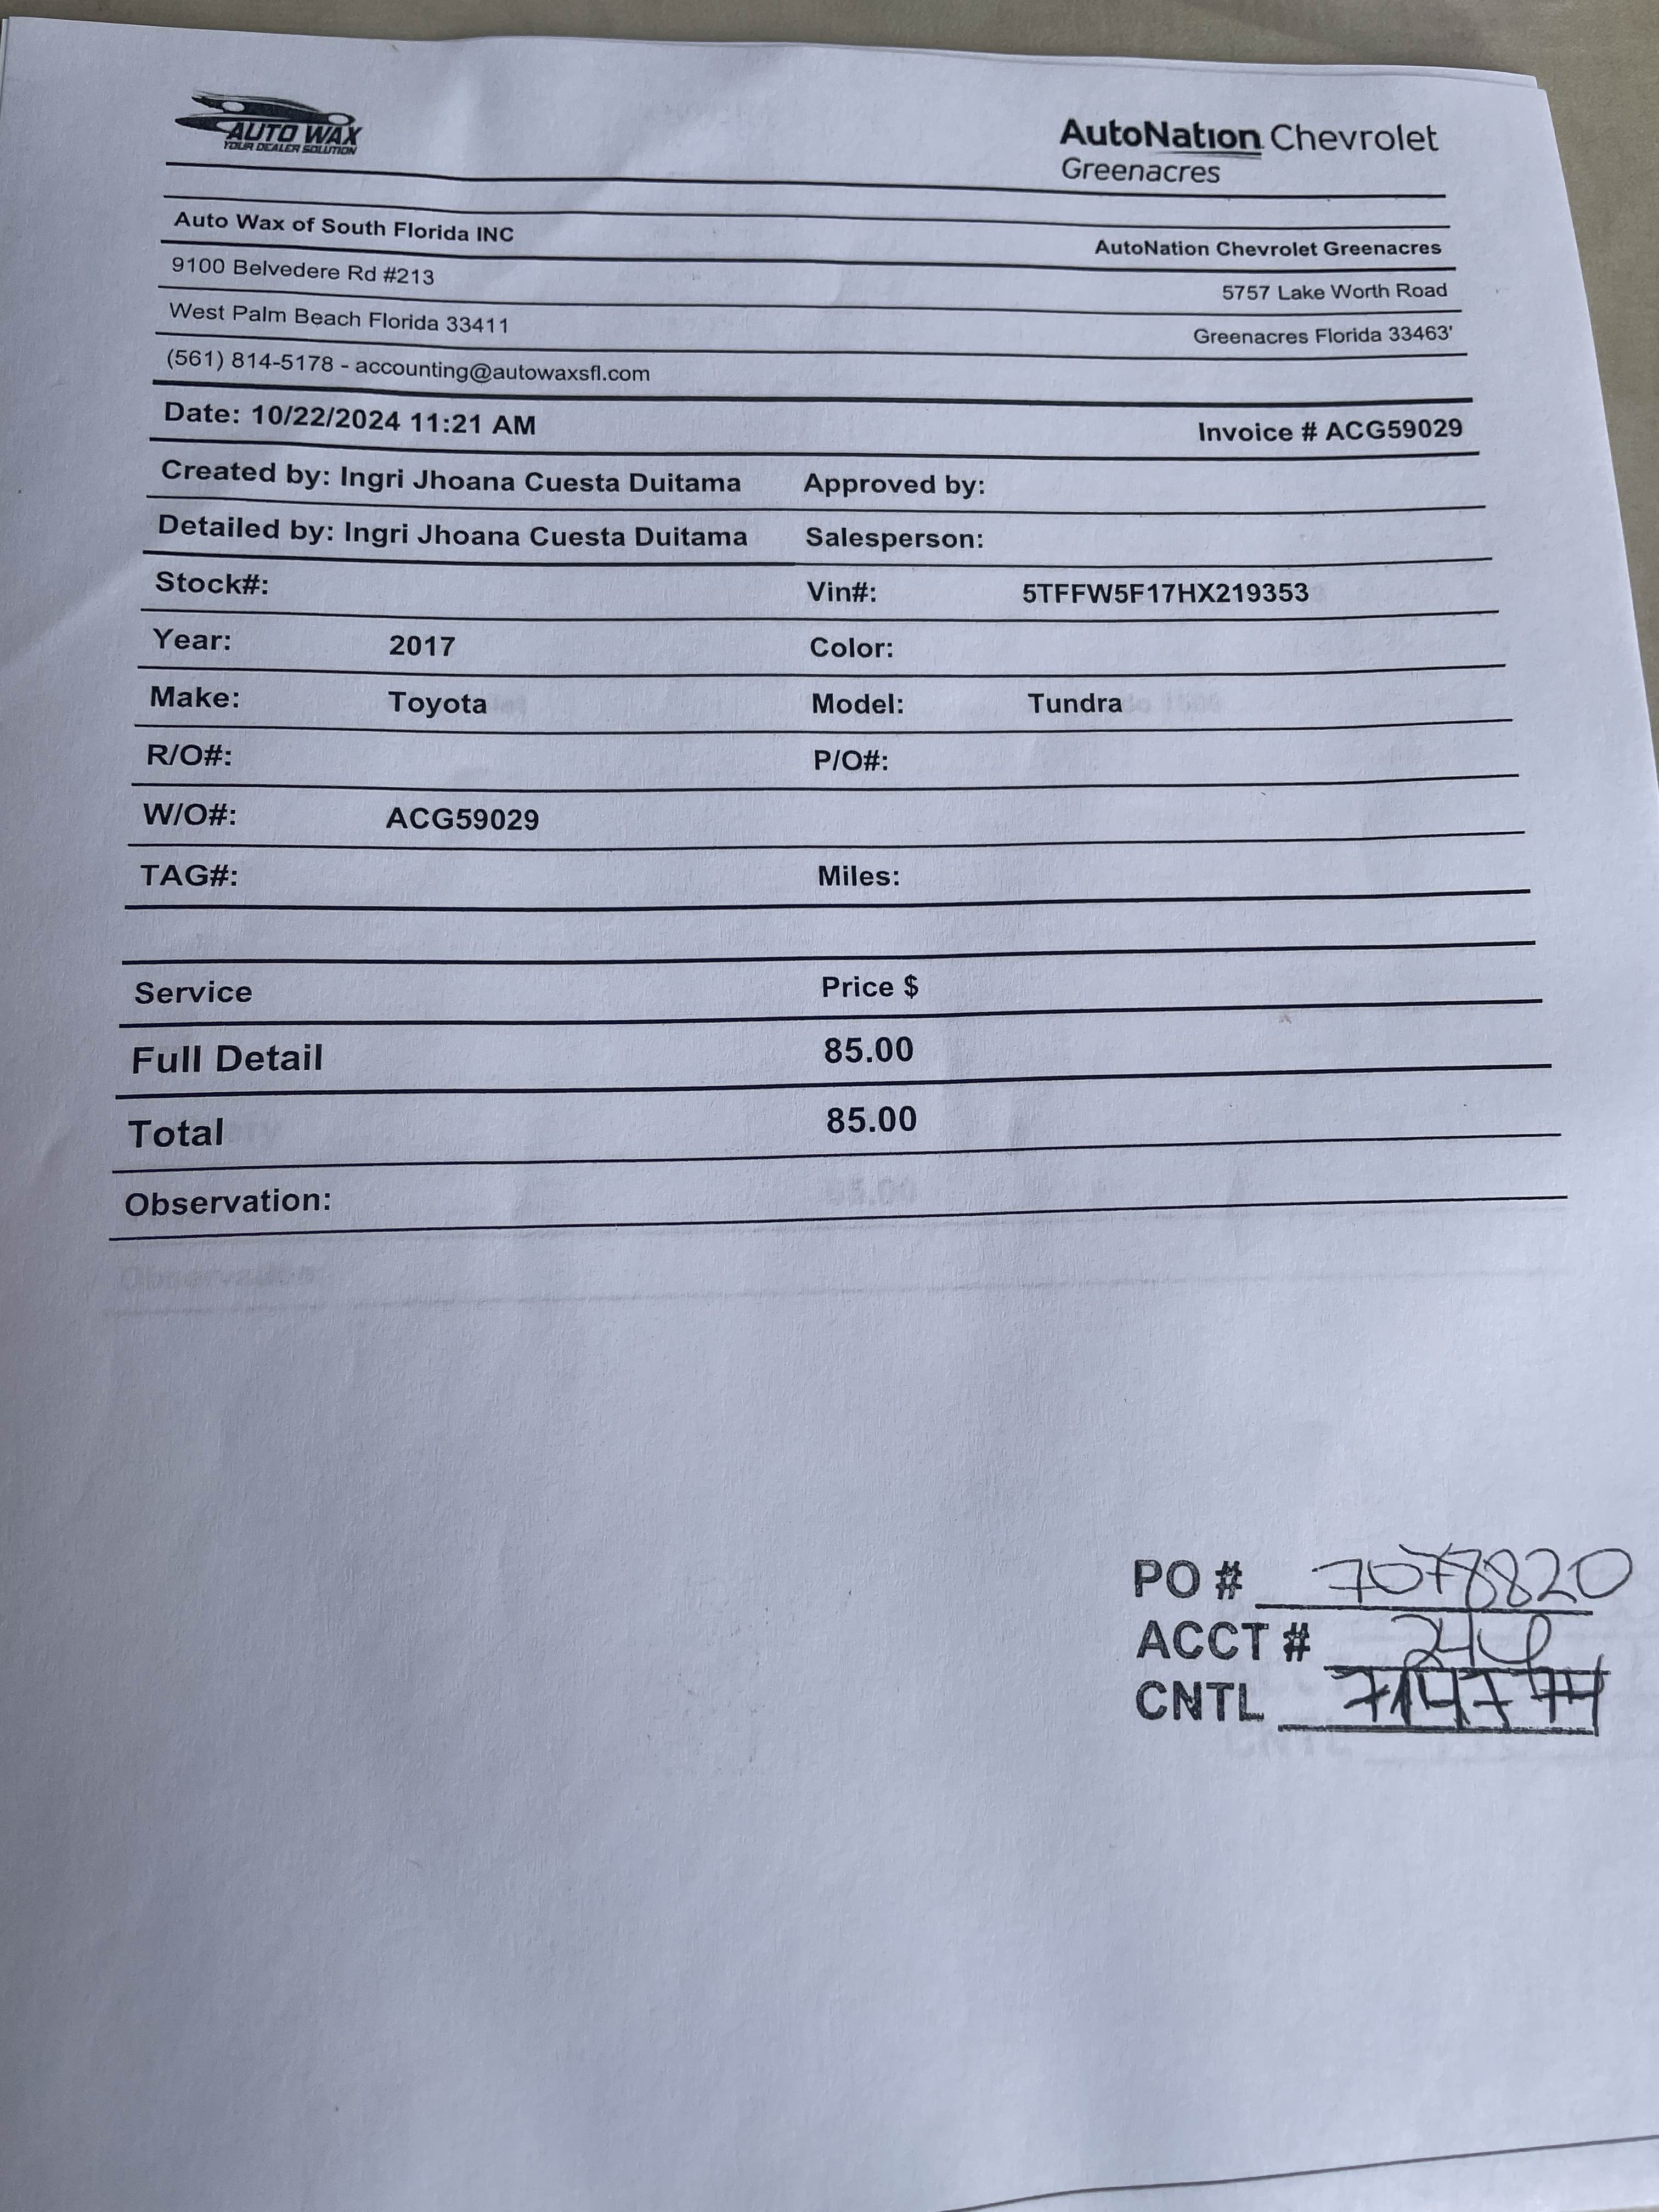 AUTO WAX
YOUR DEALER SOLUTION
AutoNation Chevrolet
Greenacres
Auto Wax of South Florida INC
AutoNation Chevrolet Greenacres
9100 Belvedere Rd #213
5757 Lake Worth Road
West Palm Beach Florida 33411
Greenacres Florida 33463'
(561) 814-5178 - accounting@autowaxsfl.com
Date: 10/22/2024 11:21 AM Invoice # ACG59029
Created by: Ingri Jhoana Cuesta Duitama Approved by:
Detailed by: Ingri Jhoana Cuesta Duitama Salesperson:
Stock#: Vin#: 5TFFW5F17HX219353
Year: 2017 Color:
Make: Toyota Model: Tundra
R/O#: P/O#:
W/O#: ACG59029
TAG#: Miles:
Service Price $
Full Detail 85.00
Total 85.00
Observation:
PO # 7078820
ACCT #
CNTL